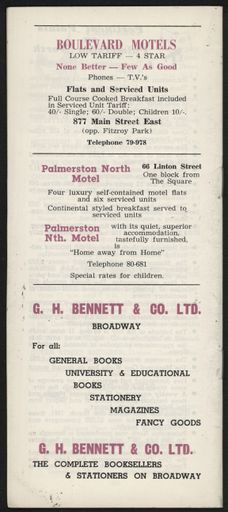 BOULEVARD MOTELS
LOW TARIFF — 4 STAR
None Better — Few As Good
Phones — T.V.'s
Flats and Serviced Units
Full Course Cooked Breakfast included
in Serviced Unit Tariff:
40/- Single; 60/- Double; Children 10/-.
877 Main Street East
(opp. Fitzroy Park)
Telephone 79-978
Palmerston North
Motel
66 Linton Street
One block from
The Square
Four luxury self-contained motel flats
and six serviced units
Continental styled breakfast served to
serviced units
Palmerston
Nth. Motel
with its quiet, superior
accommodation,
tastefully furnished,
is
"Home away from Home"
Telephone 80-681
Special rates for children.
G. H. BENNETT & CO. LTD.
BROADWAY
For all:
GENERAL BOOKS
UNIVERSITY & EDUCATIONAL
BOOKS
STATIONERY
MAGAZINES
FANCY GOODS
G. H. BENNETT & CO. LTD.
THE COMPLETE BOOKSELLERS
& STATIONERS ON BROADWAY